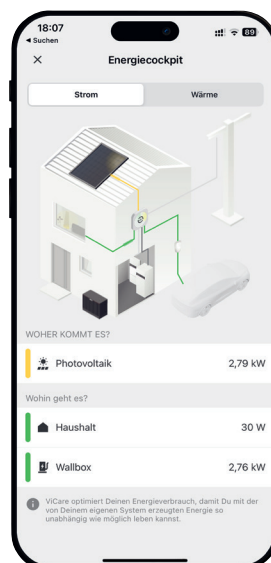 18:07
89
◀ Suchen
Energiecockpit
Strom
Wärme
WOHER KOMMT ES?
Photovoltaik 2,79 kW
Wohin geht es?
Haushalt 30 W
Wallbox 2,76 kW
ViCare optimiert Deinen Energieverbrauch, damit Du mit der
von Deinem eigenen System erzeugten Energie so
unabhängig wie möglich leben kannst.